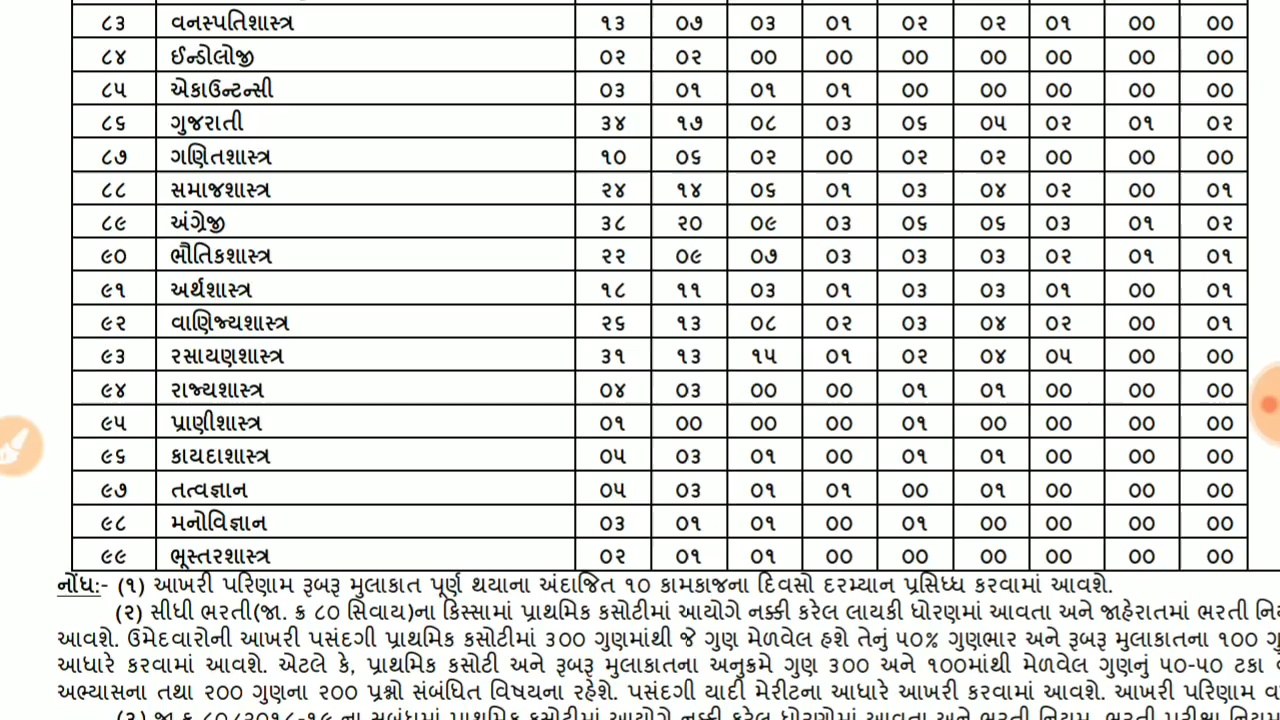 ૮૩ વનસ્પતિશાસ્ત્ર ૧૩ ૦૭ ૦૩ ૦૧ ૦૨ ૦૨ ૦૧ ૦૦ ૦૦
૮૪ ઈન્ડોલોજી ૦૨ ૦૨ ૦૦ ૦૦ ૦૦ ૦૦ ૦૦ ૦૦ ૦૦
૮૫ એકાઉન્ટન્સી ૦૩ ૦૧ ૦૧ ૦૧ ૦૦ ૦૦ ૦૦ ૦૦ ૦૦
૮૬ ગુજરાતી ૩૪ ૧૭ ૦૮ ૦૩ ૦૬ ૦૫ ૦૨ ૦૧ ૦૨
૮૭ ગણિતશાસ્ત્ર ૧૦ ૦૬ ૦૨ ૦૦ ૦૨ ૦૨ ૦૦ ૦૦ ૦૦
૮૮ સમાજશાસ્ત્ર ૨૪ ૧૪ ૦૬ ૦૧ ૦૩ ૦૪ ૦૨ ૦૦ ૦૧
૮૯ અંગ્રેજી ૩૮ ૨૦ ૦૯ ૦૩ ૦૬ ૦૬ ૦૩ ૦૧ ૦૨
૯૦ ભૌતિકશાસ્ત્ર ૨૨ ૦૯ ૦૭ ૦૩ ૦૩ ૦૩ ૦૨ ૦૧ ૦૧
૯૧ અર્થશાસ્ત્ર ૧૮ ૧૧ ૦૩ ૦૧ ૦૩ ૦૩ ૦૧ ૦૦ ૦૧
૯૨ વાણિજ્યશાસ્ત્ર ૨૬ ૧૩ ૦૮ ૦૨ ૦૩ ૦૪ ૦૨ ૦૦ ૦૧
૯૩ રસાયણશાસ્ત્ર ૩૧ ૧૩ ૧૫ ૦૧ ૦૨ ૦૪ ૦૫ ૦૦ ૦૦
૯૪ રાજ્યશાસ્ત્ર ૦૪ ૦૩ ૦૦ ૦૦ ૦૧ ૦૧ ૦૦ ૦૦ ૦૦
૯૫ પ્રાણીશાસ્ત્ર ૦૧ ૦૦ ૦૦ ૦૦ ૦૧ ૦૦ ૦૦ ૦૦ ૦૦
૯૬ કાયદાશાસ્ત્ર ૦૫ ૦૩ ૦૧ ૦૦ ૦૧ ૦૧ ૦૦ ૦૦ ૦૦
૯૭ તત્વજ્ઞાન ૦૫ ૦૩ ૦૧ ૦૧ ૦૦ ૦૧ ૦૦ ૦૦ ૦૦
૯૮ મનોવિજ્ઞાન ૦૩ ૦૧ ૦૧ ૦૦ ૦૧ ૦૦ ૦૦ ૦૦ ૦૦
૯૯ ભૂસ્તરશાસ્ત્ર ૦૨ ૦૧ ૦૧ ૦૦ ૦૦ ૦૦ ૦૦ ૦૦ ૦૦
નોંધ:- (૧) આખરી પરિણામ રૂબરૂ મુલાકાત પૂર્ણ થયાના અંદાજિત ૧૦ કામકાજના દિવસો દરમ્યાન પ્રસિધ્ધ કરવામાં આવશે.
(૨) સીધી ભરતી(જા. ક્ર ૮૦ સિવાય)ના કિસ્સામાં પ્રાથમિક કસોટીમાં આયોગે નક્કી કરેલ લાયકી ધોરણમાં આવતા અને જાહેરાતમાં ભરતી
આવશે. ઉમેદવારોની આખરી પસંદગી પ્રાથમિક કસોટીમાં ૩૦૦ ગુણમાંથી જે ગુણ મેળવેલ હશે તેનું ૫૦% ગુણભાર અને રૂબરૂ મુલાકાતના ૧૦૦
આધારે કરવામાં આવશે. એટલે કે, પ્રાથમિક કસોટી અને રૂબરૂ મુલાકાતના અનુક્રમે ગુણ ૩૦૦ અને ૧૦૦માંથી મેળવેલ ગુણનું ૫૦-૫૦ ટકા
અભ્યાસના તથા ૨૦૦ ગુણના ૨૦૦ પ્રશ્નો સંબંધિત વિષયના રહેશે. પસંદગી યાદી મેરીટના આધારે આખરી કરવામાં આવશે. આખરી પરિણામ